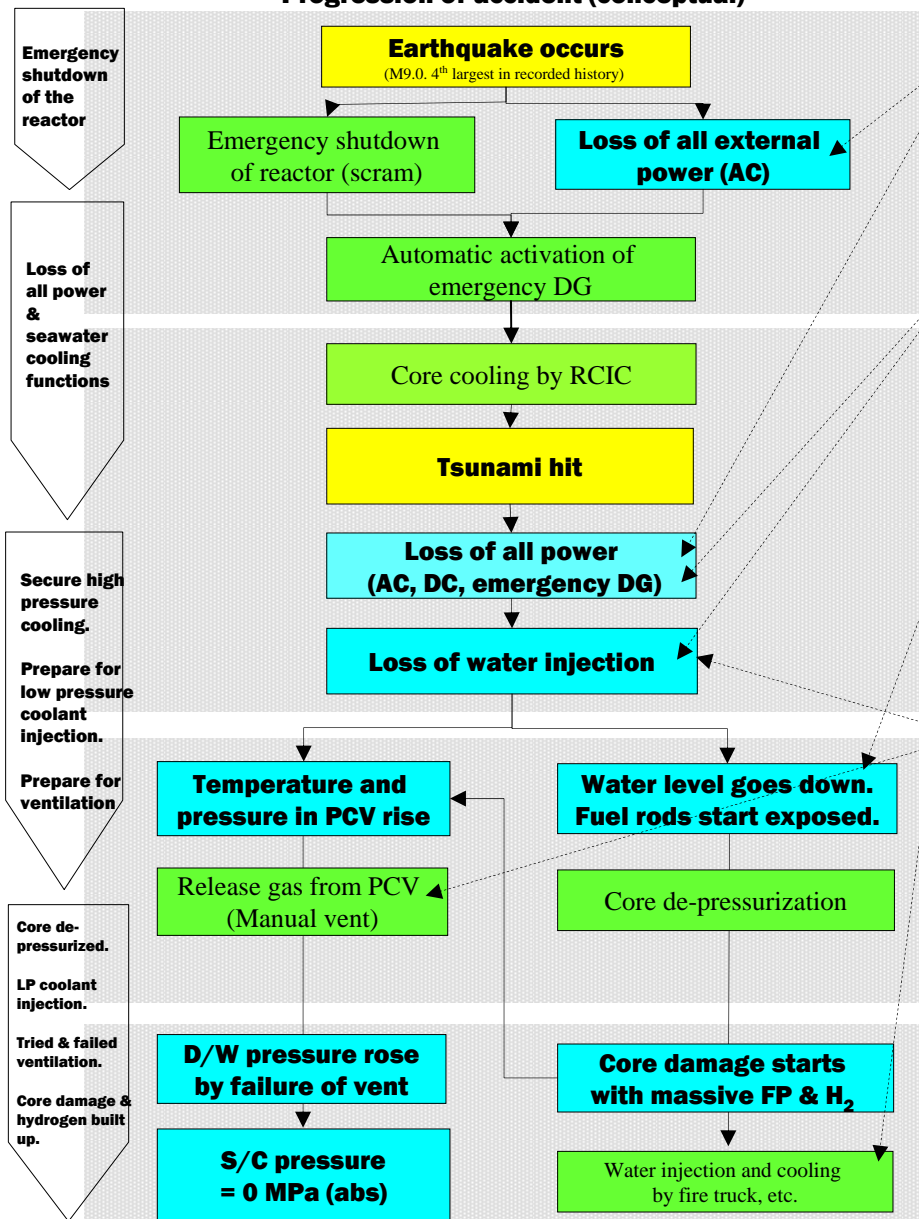 Progression of accident (conceptual)
Emergency
shutdown
of the
reactor
Earthquake occurs
(M9.0. 4th largest in recorded history)
Emergency shutdown
of reactor (scram)
Loss of all external
power (AC)
Automatic activation of
emergency DG
Loss of
all power
&
seawater
cooling
functions
Core cooling by RCIC
Tsunami hit
Loss of all power
(AC, DC, emergency DG)
Loss of water injection
Secure high
pressure
cooling.
Prepare for
low pressure
coolant
injection.
Prepare for
ventilation
Temperature and
pressure in PCV rise
Water level goes down.
Fuel rods start exposed.
Release gas from PCV
(Manual vent)
Core de-pressurization
Core de-
pressurized.
LP coolant
injection.
Tried & failed
ventilation.
Core damage &
hydrogen built
up.
D/W pressure rose
by failure of vent
Core damage starts
with massive FP & H2
S/C pressure
= 0 MPa (abs)
Water injection and cooling
by fire truck, etc.